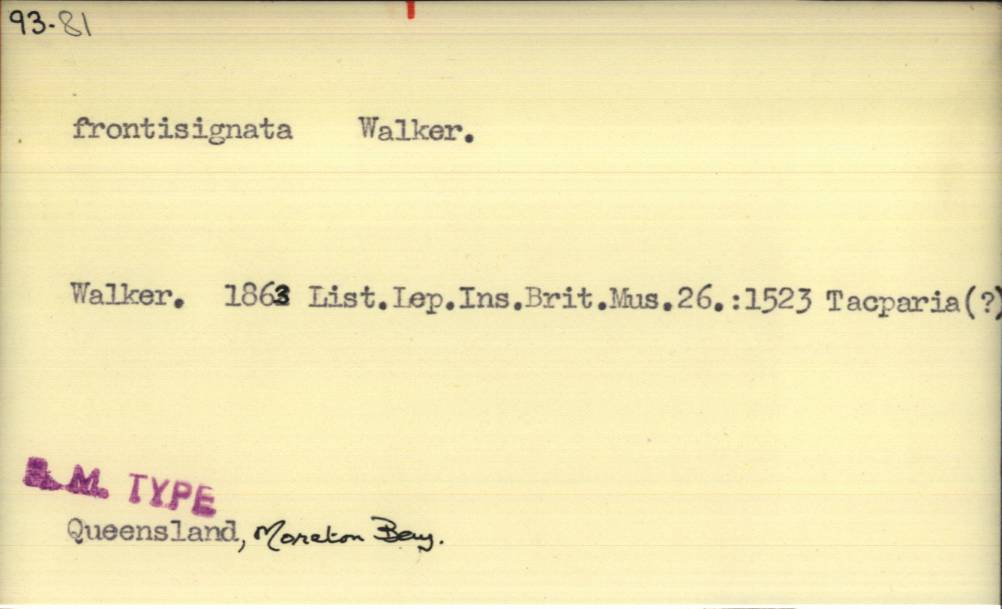 93-81
frontisignata Walker.
Walker. 1863 List.Lep.Ins.Brit.Mus.26.:1523 Tacparia(?)
B.M. TYPE
Queensland, Moreton Bay.